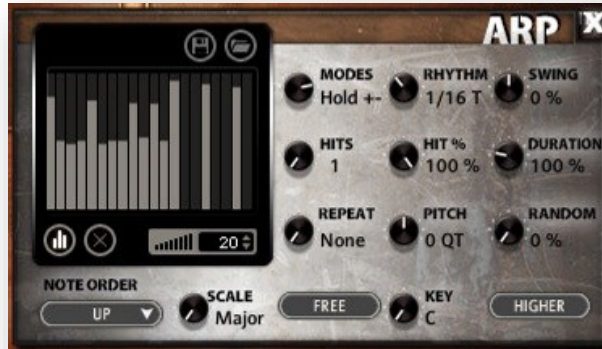 ARP X
MODES RHYTHM SWING
Hold +- 1/16 T 0 %
HITS HIT % DURATION
1 100 % 100 %
REPEAT PITCH RANDOM
None 0 QT 0 %
20
NOTE ORDER
UP
SCALE
Major
FREE
KEY
C
HIGHER